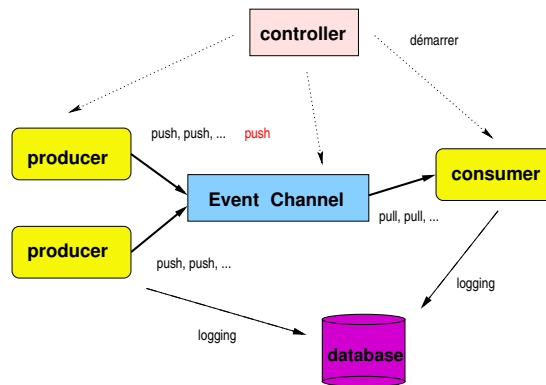 controller
démarrer
push, push, ... push
producer
consumer
Event Channel
pull, pull, ...
producer
push, push, ...
logging
logging
database